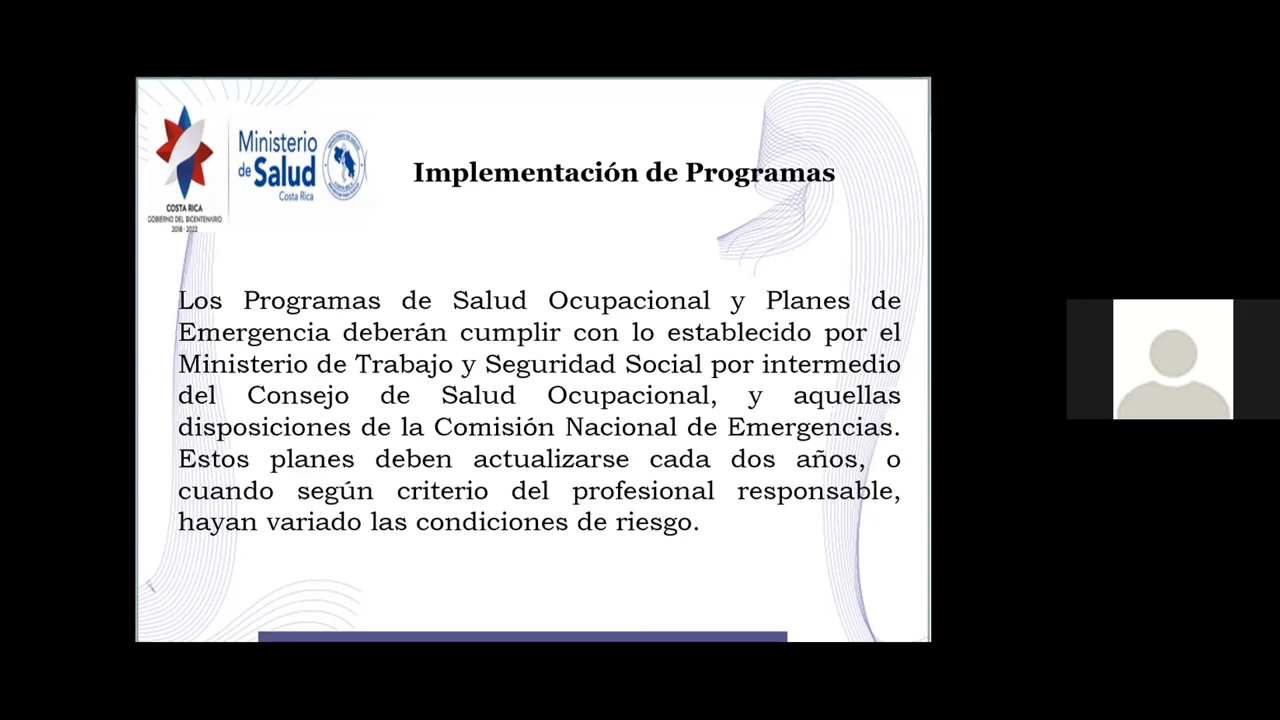 Ministerio
de Salud
Costa Rica
COSTA RICA
GOBIERNO DEL BICENTENARIO
2018 - 2022
Implementación de Programas
Los Programas de Salud Ocupacional y Planes de
Emergencia deberán cumplir con lo establecido por el
Ministerio de Trabajo y Seguridad Social por intermedio
del Consejo de Salud Ocupacional, y aquellas
disposiciones de la Comisión Nacional de Emergencias.
Estos planes deben actualizarse cada dos años, o
cuando según criterio del profesional responsable,
hayan variado las condiciones de riesgo.